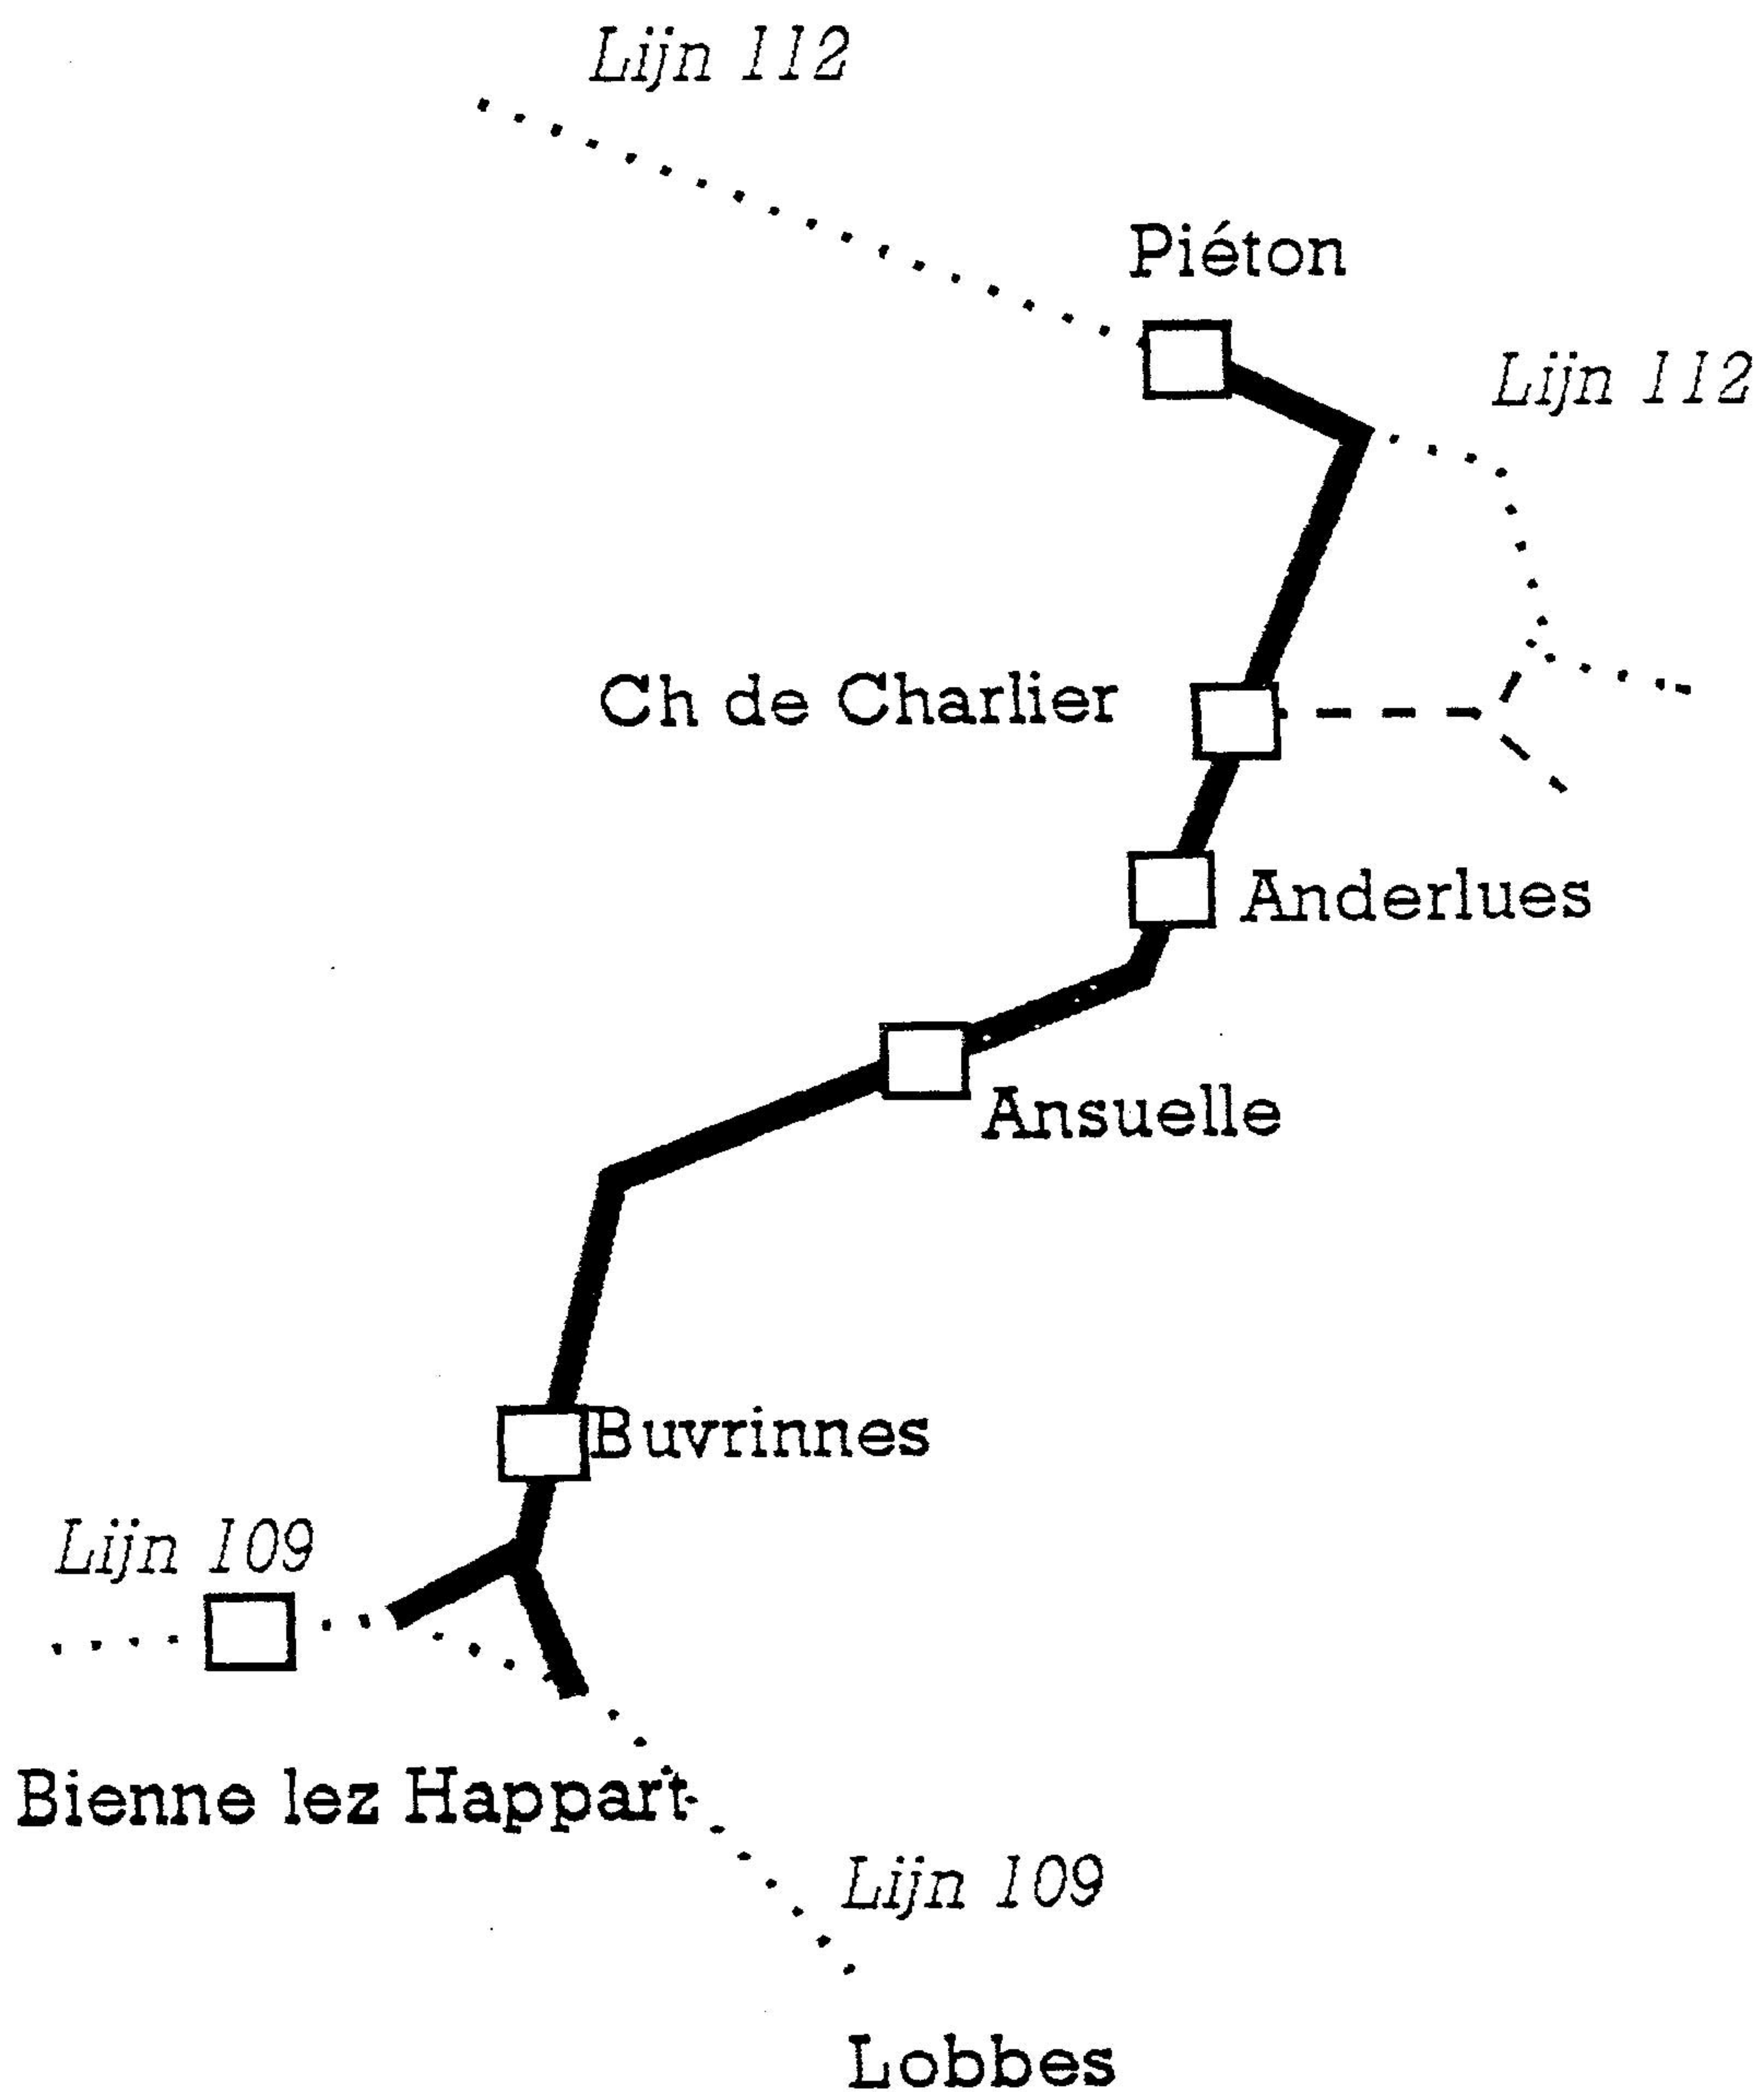 Lijn 112
Piéton
Lijn 112
Ch de Charlier
Anderlues
Ansuelle
Buvrinnes
Lijn 109
Bienne lez Happart
Lijn 109
Lobbes